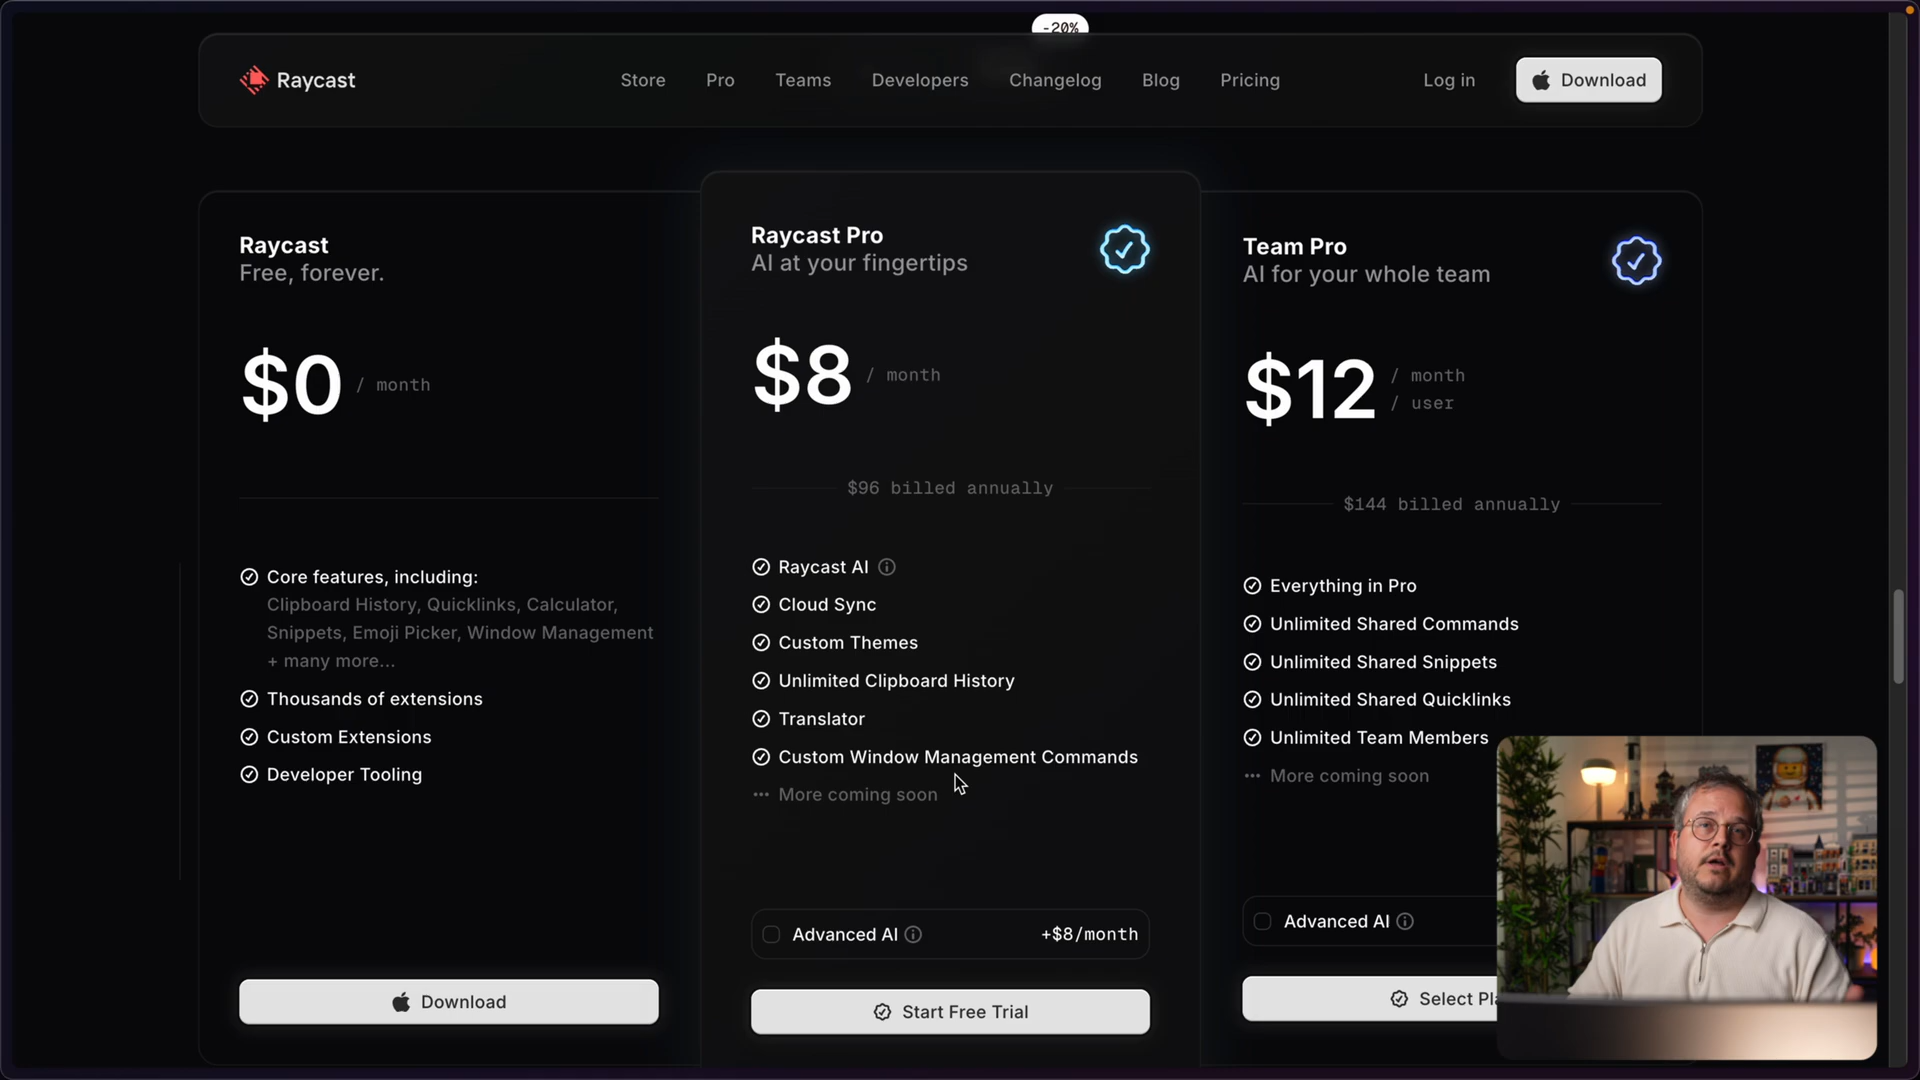 -20%
Raycast
Store
Pro
Teams
Developers
Changelog
Blog
Pricing
Log in
Download
Raycast
Free, forever.
$0 / month
Core features, including:
Clipboard History, Quicklinks, Calculator,
Snippets, Emoji Picker, Window Management
+ many more...
Thousands of extensions
Custom Extensions
Developer Tooling
Download
Raycast Pro
AI at your fingertips
$8 / month
$96 billed annually
Raycast AI
Cloud Sync
Custom Themes
Unlimited Clipboard History
Translator
Custom Window Management Commands
More coming soon
Advanced AI +$8/month
Start Free Trial
Team Pro
AI for your whole team
$12 / month
/ user
$144 billed annually
Everything in Pro
Unlimited Shared Commands
Unlimited Shared Snippets
Unlimited Shared Quicklinks
Unlimited Team Members
More coming soon
Advanced AI
Select